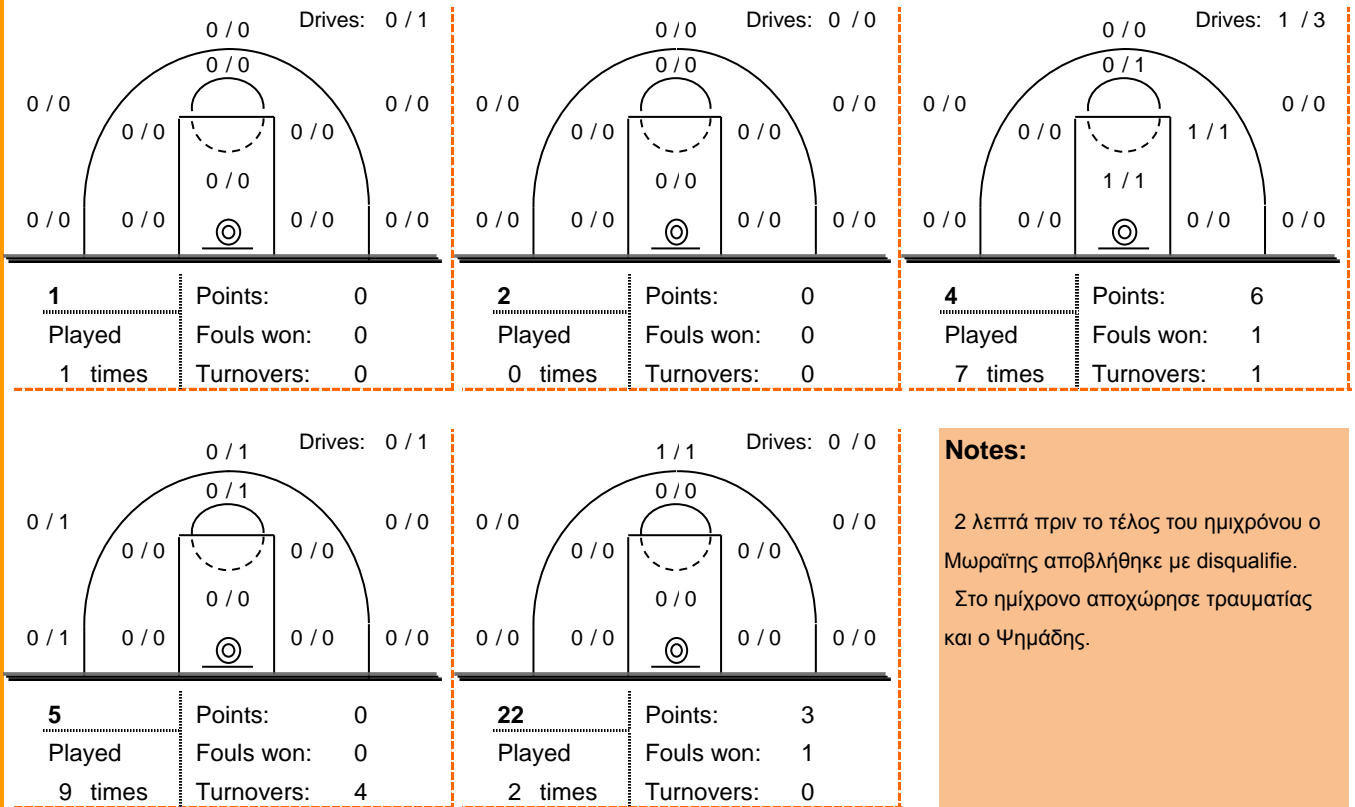 0 / 0 Drives: 0 / 1
0 / 0
0 / 0 0 / 0
0 / 0 0 / 0
0 / 0
0 / 0 0 / 0 0 / 0 0 / 0
1 Points: 0
Played Fouls won: 0
1 times Turnovers: 0
0 / 0 Drives: 0 / 0
0 / 0
0 / 0 0 / 0
0 / 0 0 / 0
0 / 0
0 / 0 0 / 0 0 / 0 0 / 0
2 Points: 0
Played Fouls won: 0
0 times Turnovers: 0
0 / 0 Drives: 1 / 3
0 / 1
0 / 0 0 / 0
0 / 0 1 / 1
1 / 1
0 / 0 0 / 0 0 / 0 0 / 0
4 Points: 6
Played Fouls won: 1
7 times Turnovers: 1
0 / 1 Drives: 0 / 1
0 / 1
0 / 1 0 / 0
0 / 0 0 / 0
0 / 0
0 / 1 0 / 0 0 / 0 0 / 0
5 Points: 0
Played Fouls won: 0
9 times Turnovers: 4
1 / 1 Drives: 0 / 0
0 / 0
0 / 0 0 / 0
0 / 0 0 / 0
0 / 0
0 / 0 0 / 0 0 / 0 0 / 0
22 Points: 3
Played Fouls won: 1
2 times Turnovers: 0
Notes:
2 λεπτά πριν το τέλος του ημιχρόνου ο
Μωραϊτης αποβλήθηκε με disqualifie.
Στο ημίχρονο αποχώρησε τραυματίας
και ο Ψημάδης.